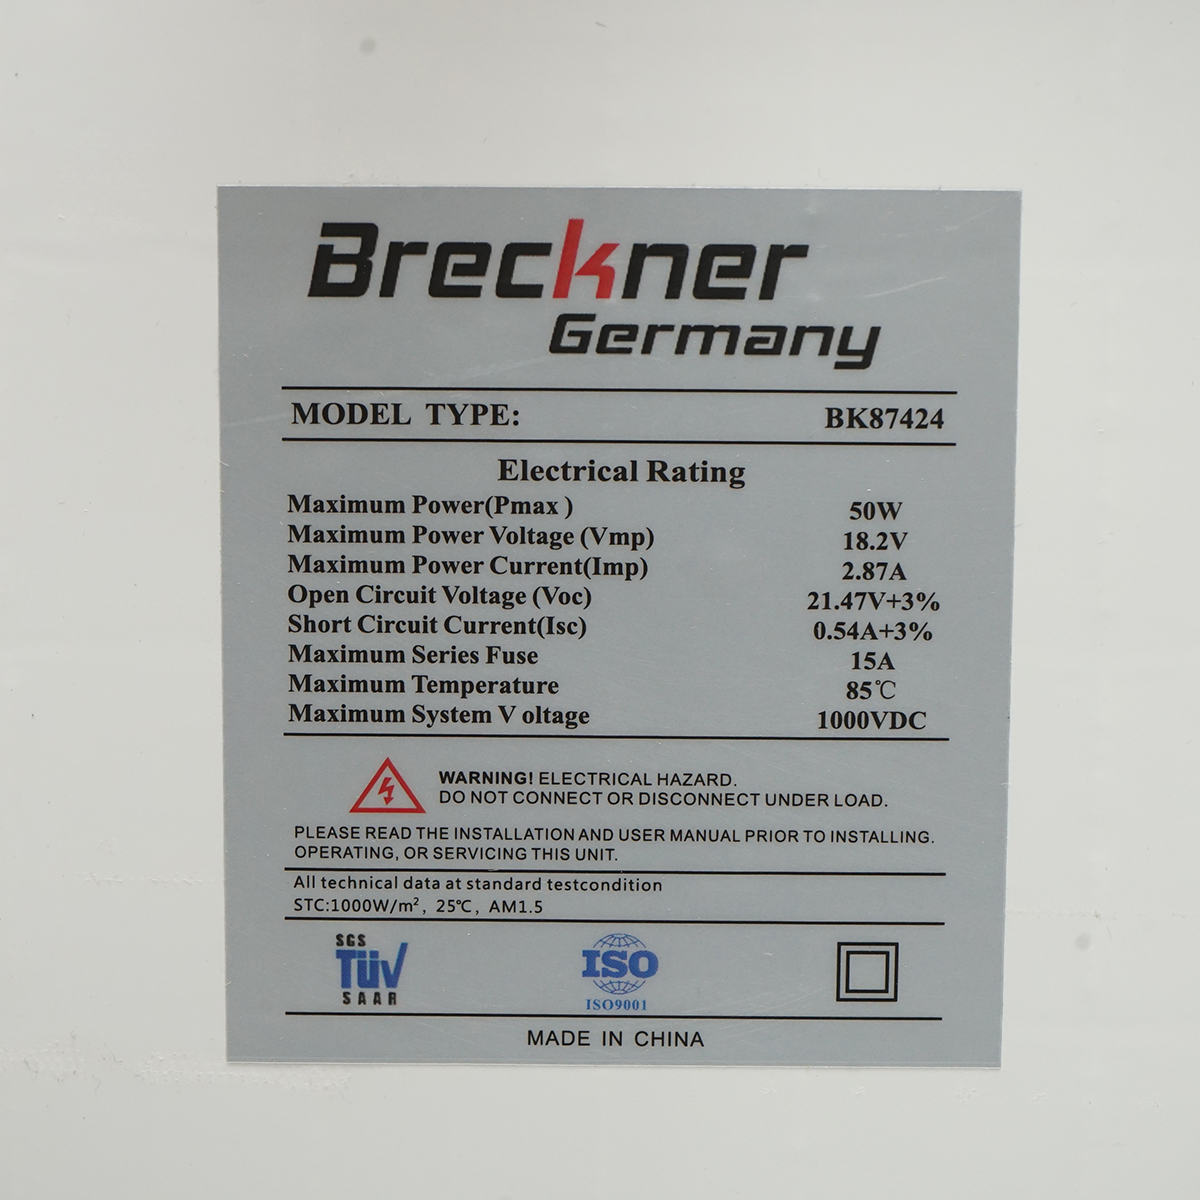 Breckner
Germany
MODEL TYPE: BK87424
Electrical Rating
Maximum Power(Pmax ) 50W
Maximum Power Voltage (Vmp) 18.2V
Maximum Power Current(Imp) 2.87A
Open Circuit Voltage (Voc) 21.47V+3%
Short Circuit Current(Isc) 0.54A+3%
Maximum Series Fuse 15A
Maximum Temperature 85℃
Maximum System V oltage 1000VDC
WARNING! ELECTRICAL HAZARD.
DO NOT CONNECT OR DISCONNECT UNDER LOAD.
PLEASE READ THE INSTALLATION AND USER MANUAL PRIOR TO INSTALLING.
OPERATING, OR SERVICING THIS UNIT.
All technical data at standard testcondition
STC:1000W/m², 25℃, AM1.5
SGS
TÜV
SAAR
ISO
ISO9001
MADE IN CHINA